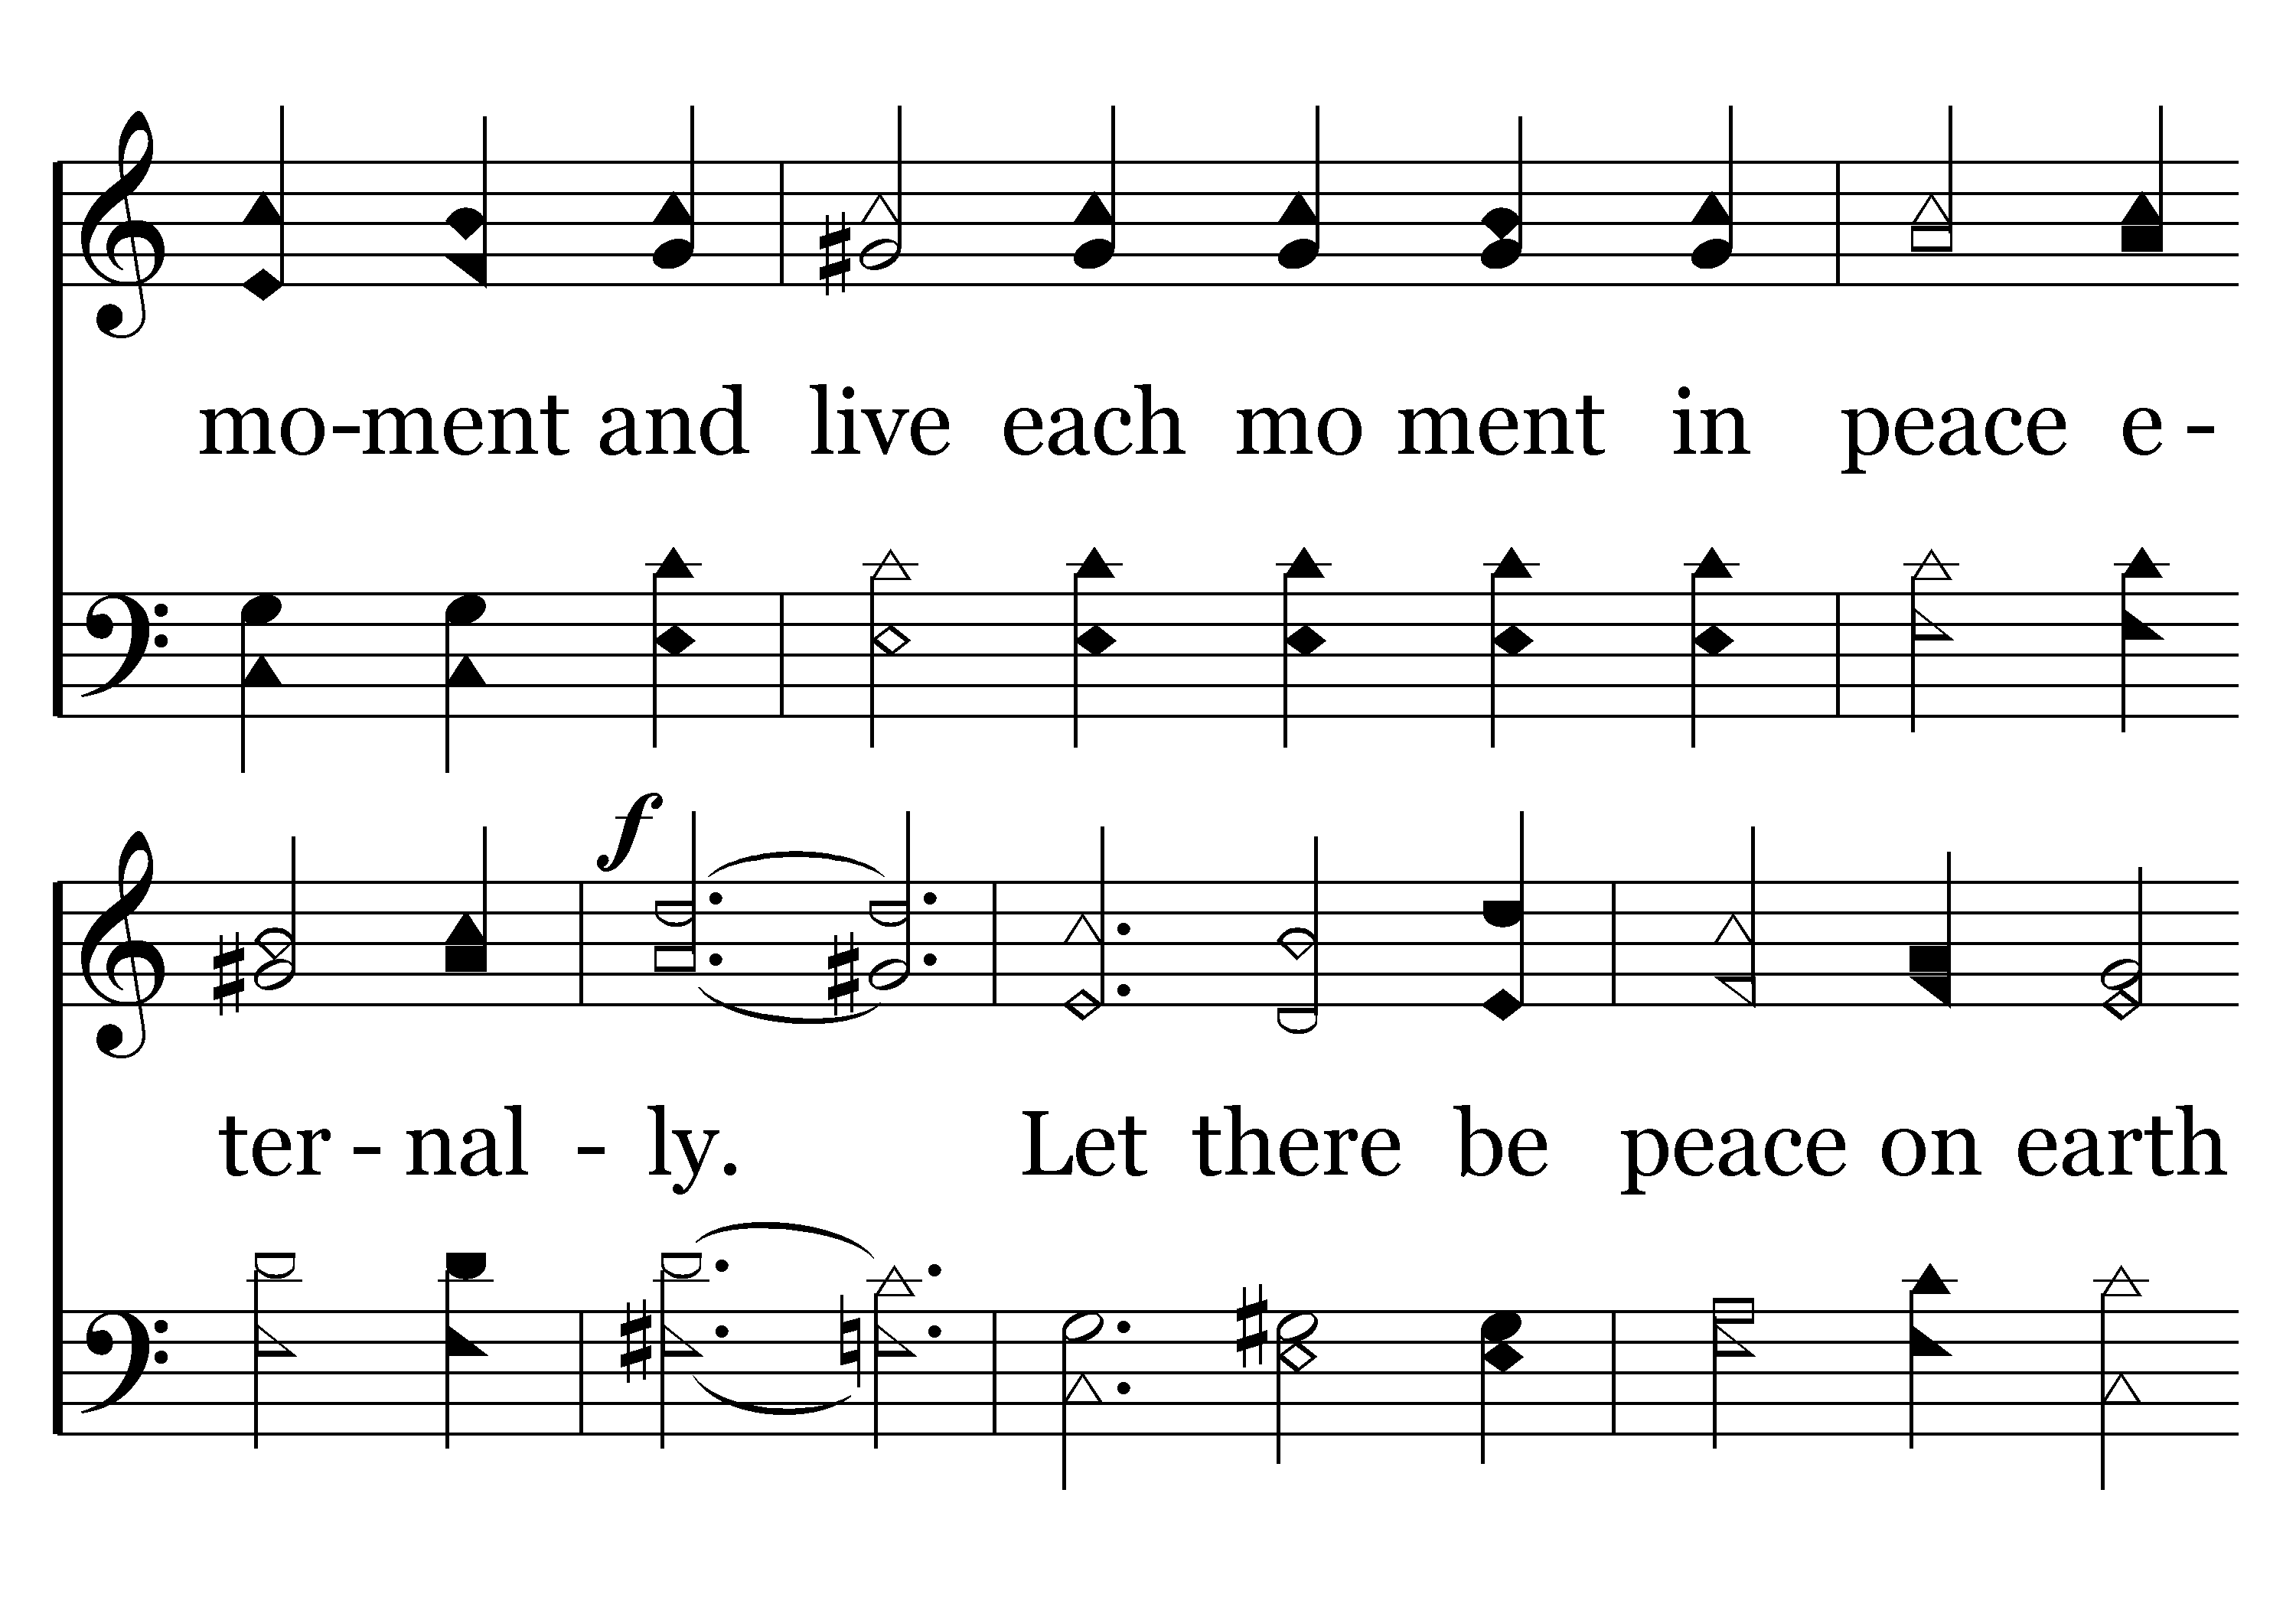 mo-ment and live each mo ment in peace e -
f
ter - nal - ly. Let there be peace on earth